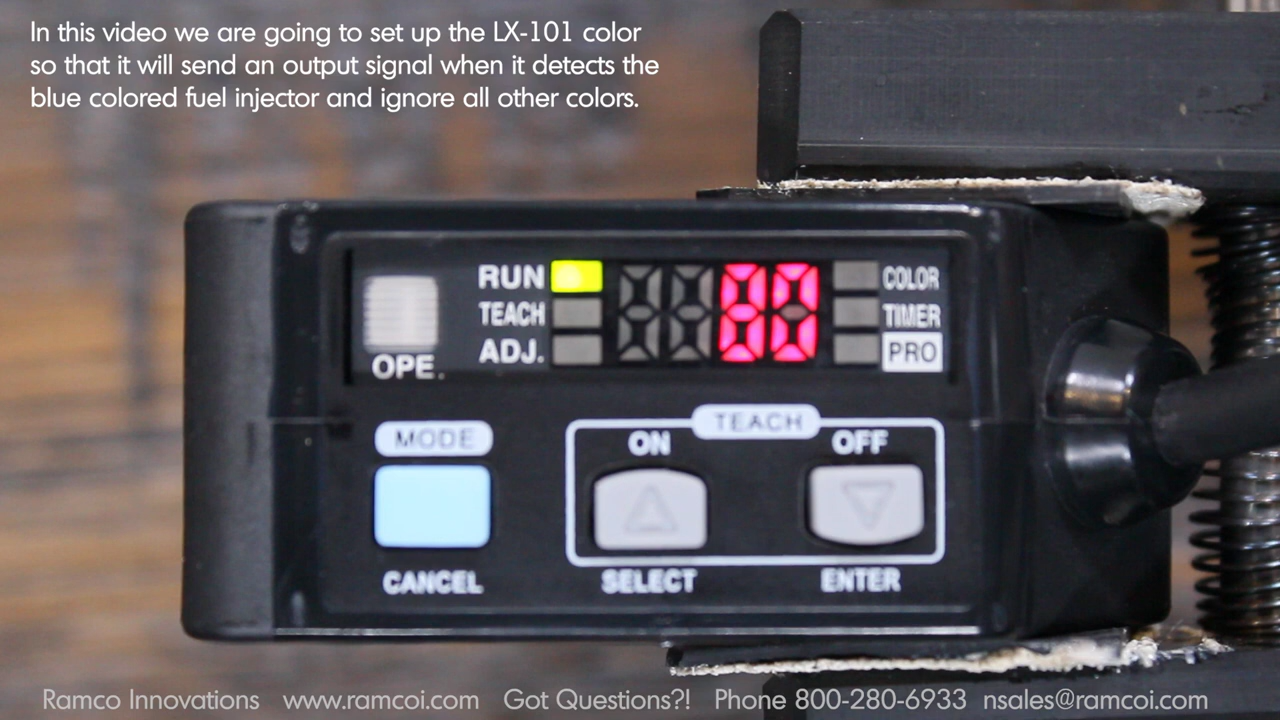 In this video we are going to set up the LX-101 color
so that it will send an output signal when it detects the
blue colored fuel injector and ignore all other colors.
RUN 80 COLOR
TEACH TIMER
ADJ. PRO
OPE.
TEACH
MODE ON OFF
CANCEL SELECT ENTER
Ramco Innovations www.ramcoi.com Got Questions?! Phone 800-280-6933 nsales@ramcoi.com